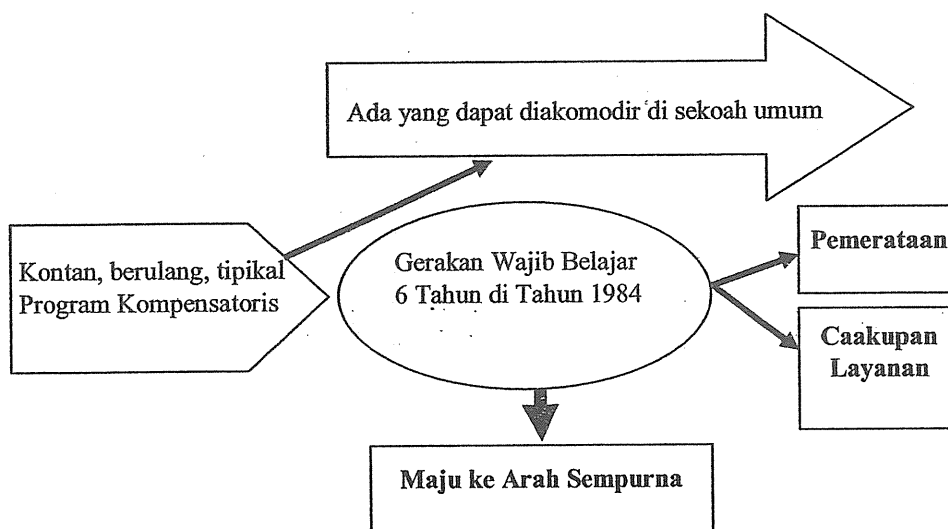 Ada yang dapat diakomodir di sekoah umum
Kontan, berulang, tipikal
Program Kompensatoris
Gerakan Wajib Belajar
6 Tahun di Tahun 1984
Pemerataan
Caakupan
Layanan
Maju ke Arah Sempurna